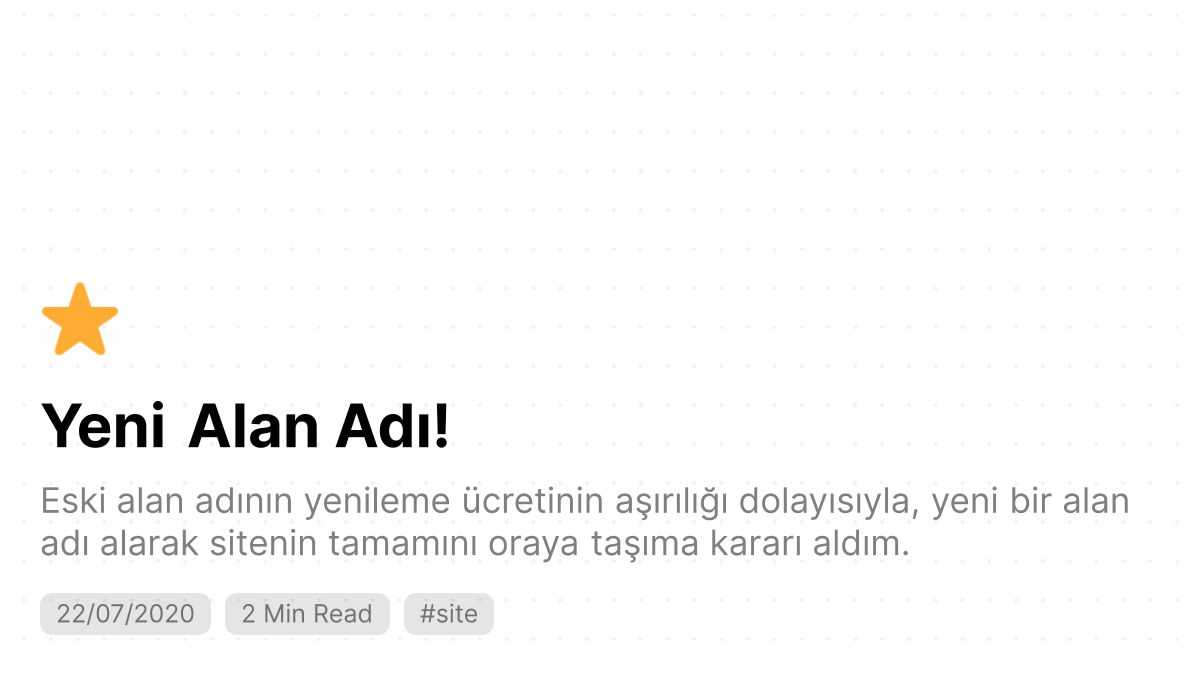 Yeni Alan Adı!
Eski alan adının yenileme ücretinin aşırılığı dolayısıyla, yeni bir alan
adı alarak sitenin tamamını oraya taşıma kararı aldım.
22/07/2020 2 Min Read #site